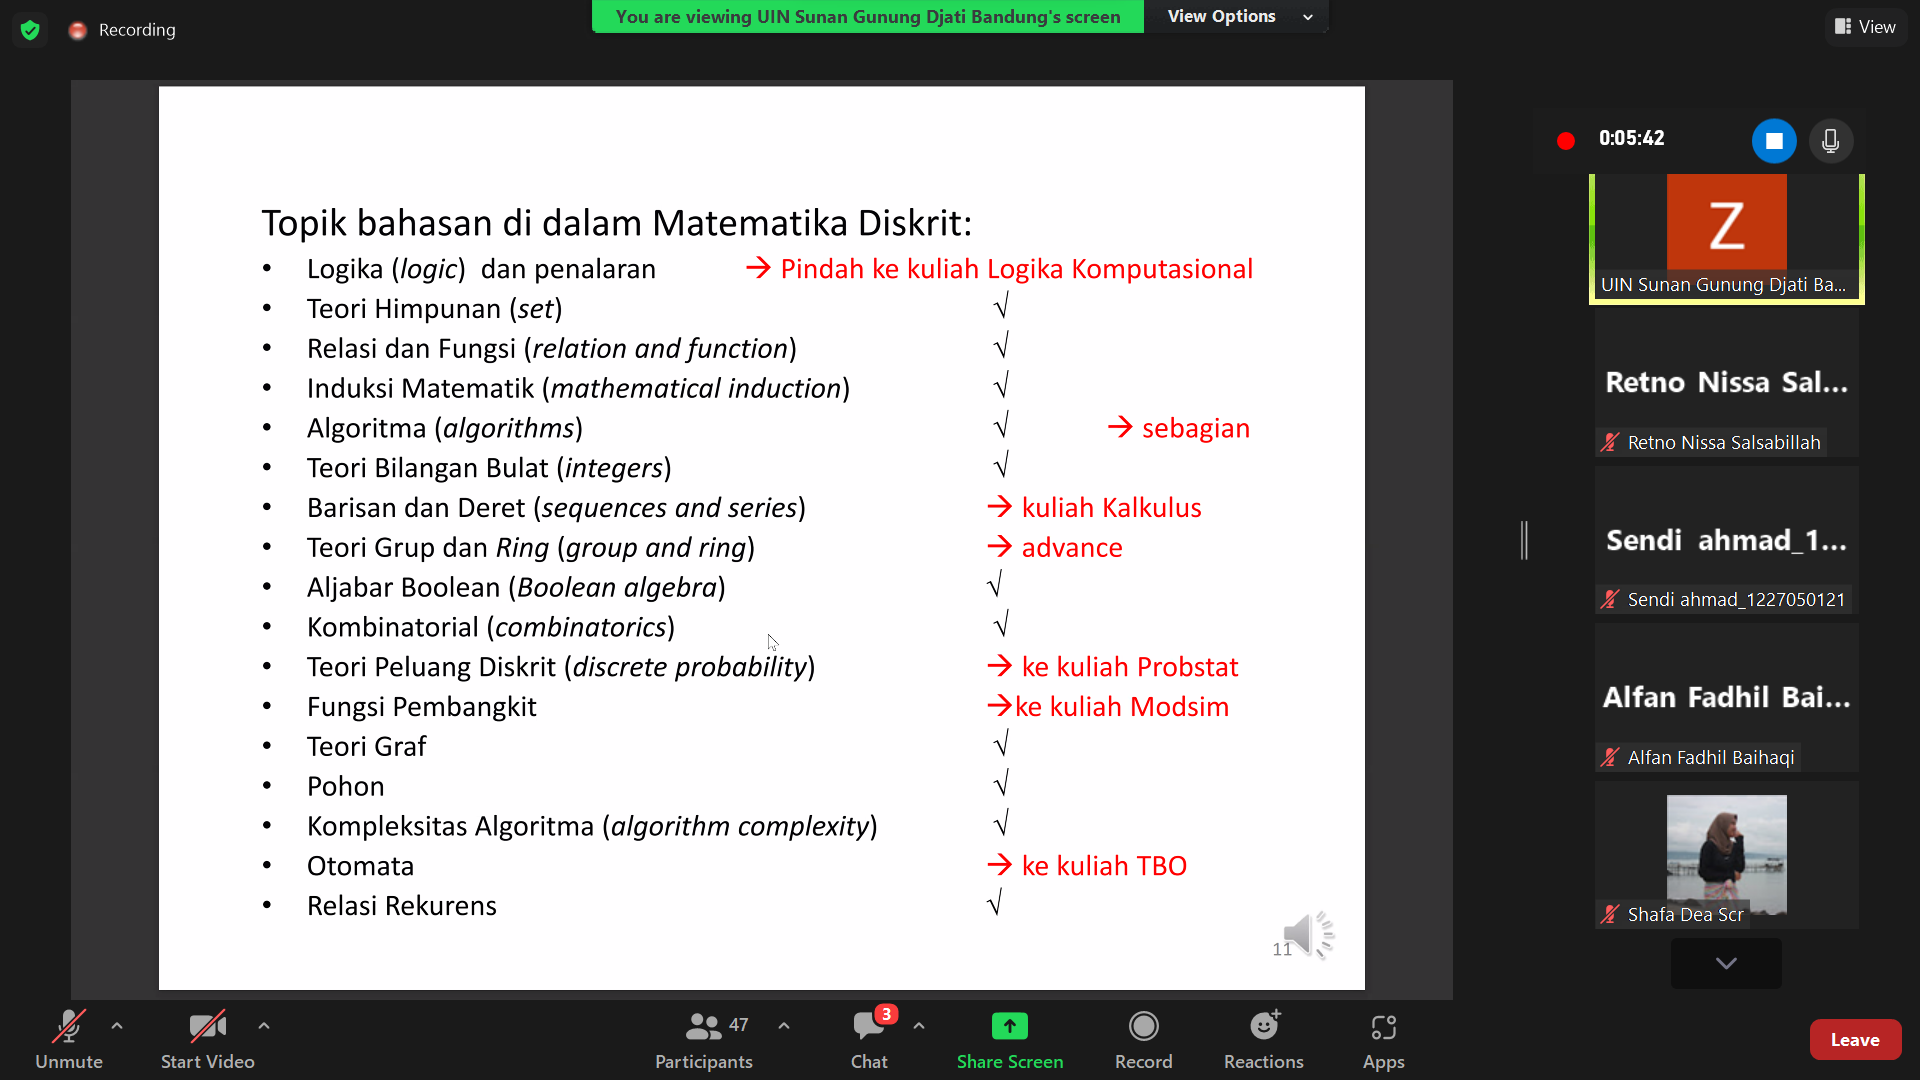 Recording
You are viewing UIN Sunan Gunung Djati Bandung's screen
View Options
View
Topik bahasan di dalam Matematika Diskrit:
• Logika (logic) dan penalaran → Pindah ke kuliah Logika Komputasional
• Teori Himpunan (set) √
• Relasi dan Fungsi (relation and function) √
• Induksi Matematik (mathematical induction) √
• Algoritma (algorithms) √ → sebagian
• Teori Bilangan Bulat (integers) √
• Barisan dan Deret (sequences and series) → kuliah Kalkulus
• Teori Grup dan Ring (group and ring) → advance
• Aljabar Boolean (Boolean algebra) √
• Kombinatorial (combinatorics) √
• Teori Peluang Diskrit (discrete probability) → ke kuliah Probstat
• Fungsi Pembangkit →ke kuliah Modsim
• Teori Graf √
• Pohon √
• Kompleksitas Algoritma (algorithm complexity) √
• Otomata → ke kuliah TBO
• Relasi Rekurens √
11
0:05:42
Z
UIN Sunan Gunung Djati Ba...
Retno Nissa Sal...
Retno Nissa Salsabillah
Sendi ahmad_1...
Sendi ahmad_1227050121
Alfan Fadhil Bai...
Alfan Fadhil Baihaqi
Shafa Dea Scr
Unmute
Start Video
47
Participants
3
Chat
Share Screen
Record
Reactions
Apps
Leave